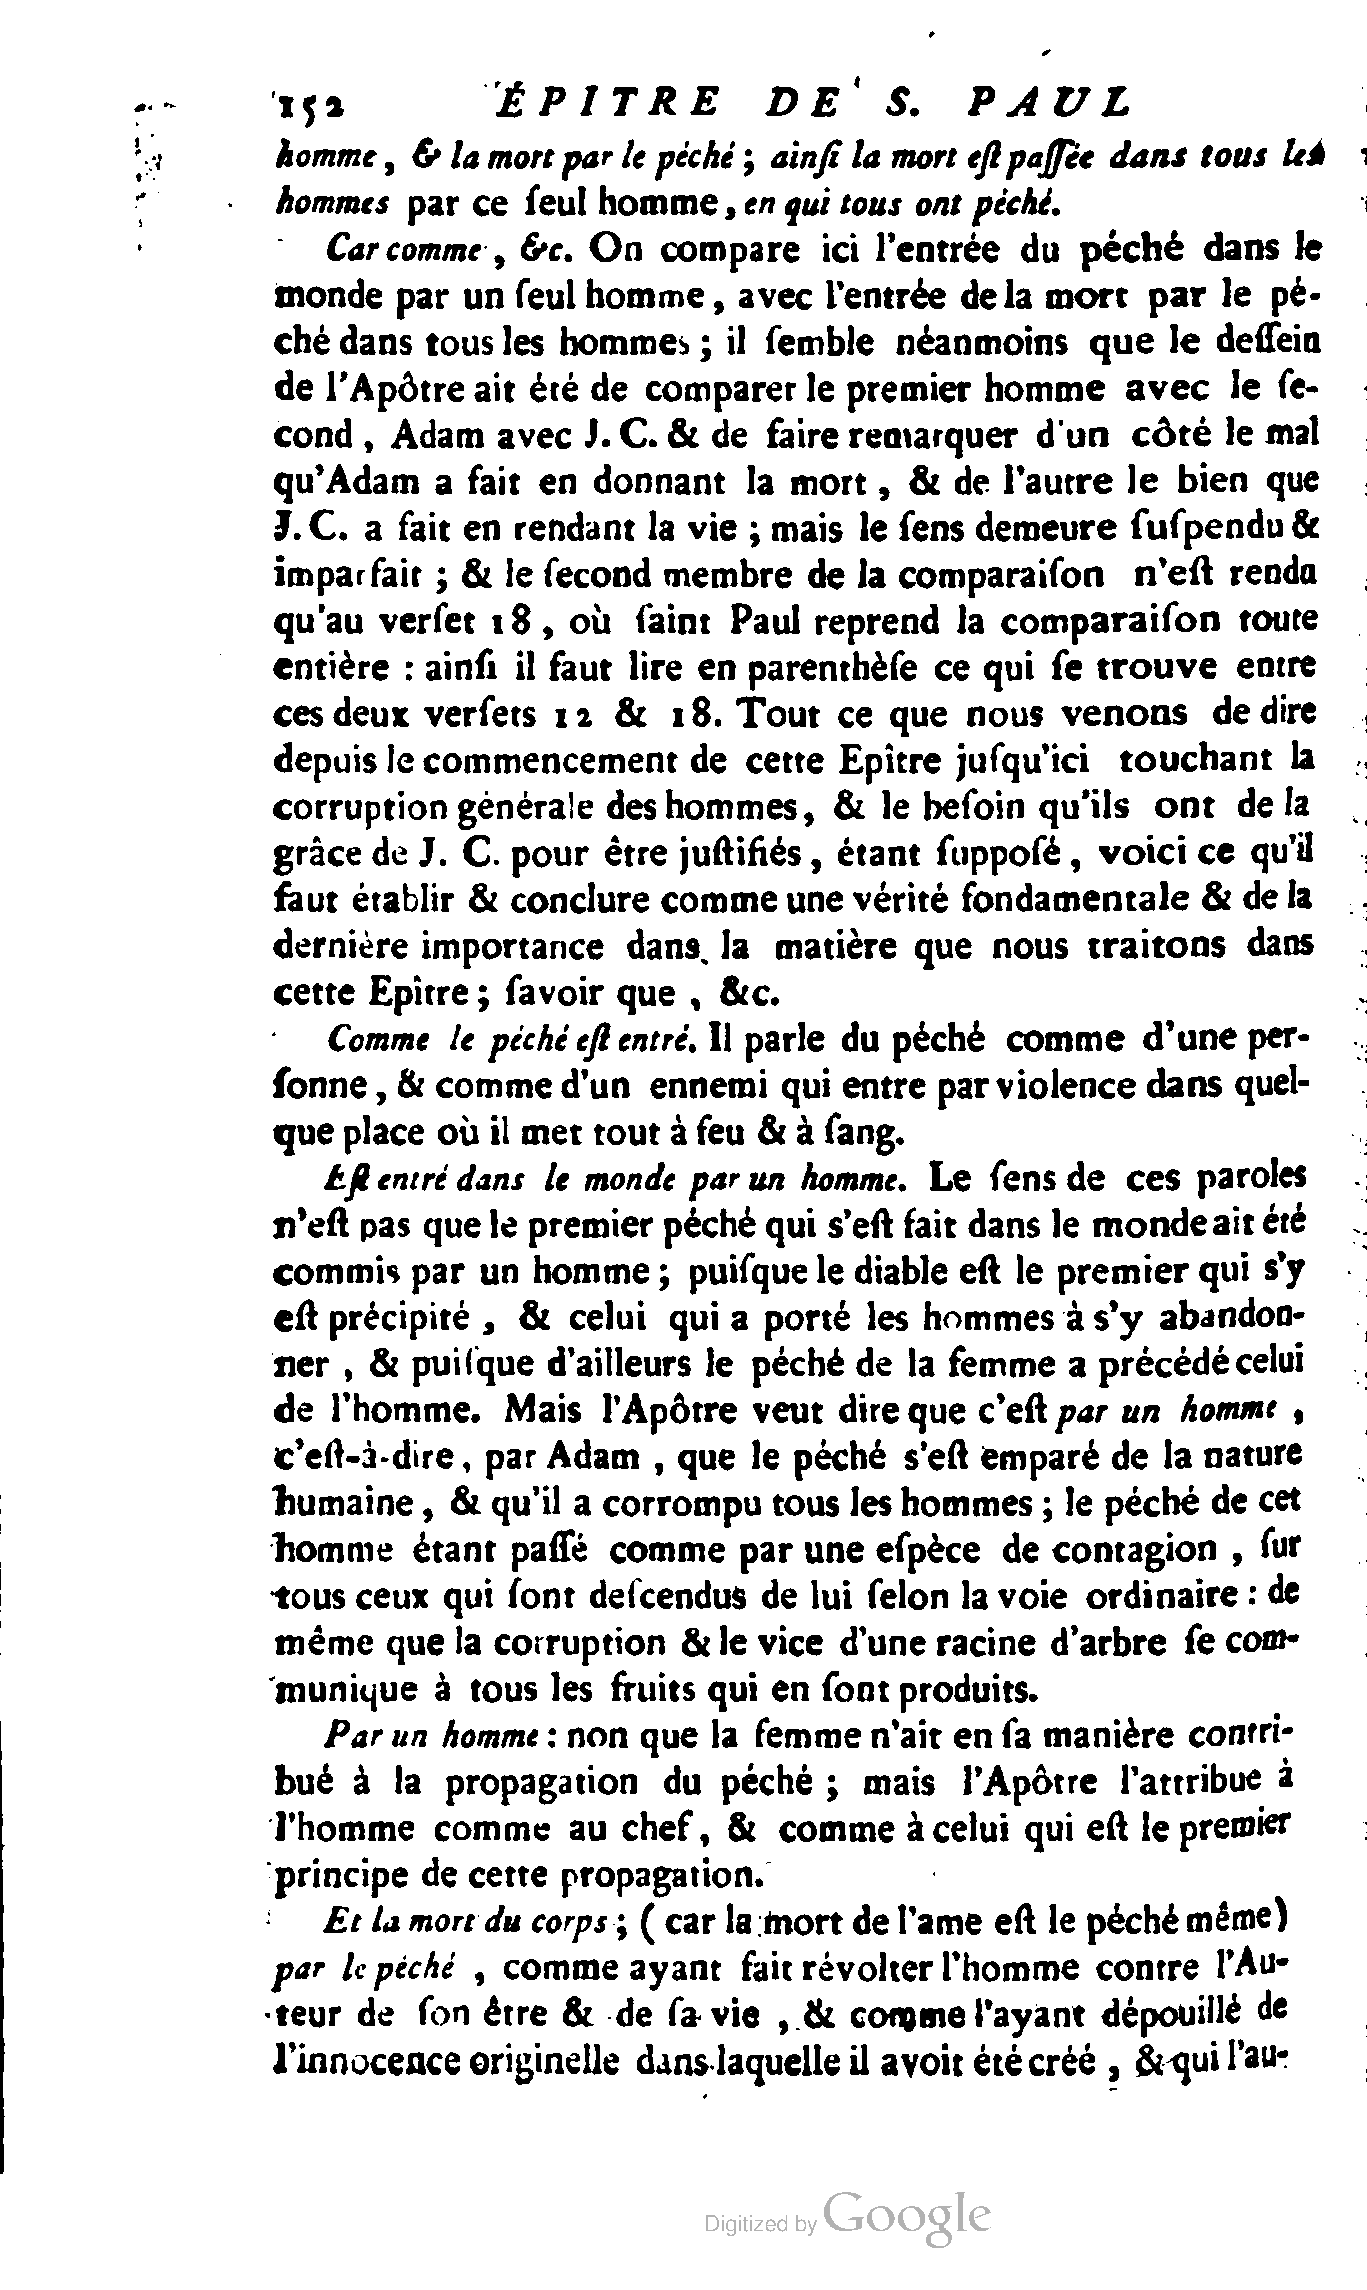 152 ÉPITRE DE S. PAUL
homme, & la mort par le péché ; ainſi la mort eſt paſſée dans tous les
hommes par ce ſeul homme, en qui tous ont péché.
Car comme, &c. On compare ici l'entrée du péché dans le
monde par un ſeul homme, avec l'entrée de la mort par le pé-
ché dans tous les hommes ; il ſemble néanmoins que le deſſein
de l'Apôtre ait été de comparer le premier homme avec le ſe-
cond, Adam avec J. C. & de faire remarquer d'un côté le mal
qu'Adam a fait en donnant la mort, & de l'autre le bien que
J. C. a fait en rendant la vie ; mais le ſens demeure ſuſpendu &
imparfait ; & le ſecond membre de la comparaiſon n'eſt rendu
qu'au verſet 18, où ſaint Paul reprend la comparaiſon toute
entière : ainſi il faut lire en parenthèſe ce qui ſe trouve entre
ces deux verſets 12 & 18. Tout ce que nous venons de dire
depuis le commencement de cette Epître juſqu'ici touchant la
corruption générale des hommes, & le beſoin qu'ils ont de la
grâce de J. C. pour être juſtifiés, étant ſuppoſé, voici ce qu'il
faut établir & conclure comme une vérité fondamentale & de la
dernière importance dans la matière que nous traitons dans
cette Epître ; ſavoir que, &c.
Comme le péché eſt entré. Il parle du péché comme d'une per-
ſonne, & comme d'un ennemi qui entre par violence dans quel-
que place où il met tout à feu & à ſang.
Eſt entré dans le monde par un homme. Le ſens de ces paroles
n'eſt pas que le premier péché qui s'eſt fait dans le monde ait été
commis par un homme ; puiſque le diable eſt le premier qui s'y
eſt précipité, & celui qui a porté les hommes à s'y abandon-
ner, & puiſque d'ailleurs le péché de la femme a précédé celui
de l'homme. Mais l'Apôtre veut dire que c'eſt par un homme,
c'eſt-à-dire, par Adam, que le péché s'eſt emparé de la nature
humaine, & qu'il a corrompu tous les hommes ; le péché de cet
homme étant paſſé comme par une eſpèce de contagion, ſur
tous ceux qui ſont deſcendus de lui ſelon la voie ordinaire : de
même que la corruption & le vice d'une racine d'arbre ſe com-
munique à tous les fruits qui en ſont produits.
Par un homme : non que la femme n'ait en ſa manière contri-
bué à la propagation du péché ; mais l'Apôtre l'attribue à
l'homme comme au chef, & comme à celui qui eſt le premier
principe de cette propagation.
Et la mort du corps ; ( car la mort de l'ame eſt le péché même)
par le péché, comme ayant fait révolter l'homme contre l'Au-
teur de ſon être & de ſa vie, & comme l'ayant dépouillé de
l'innocence originelle dans laquelle il avoit été créé, & qui l'au-
Digitized by Google